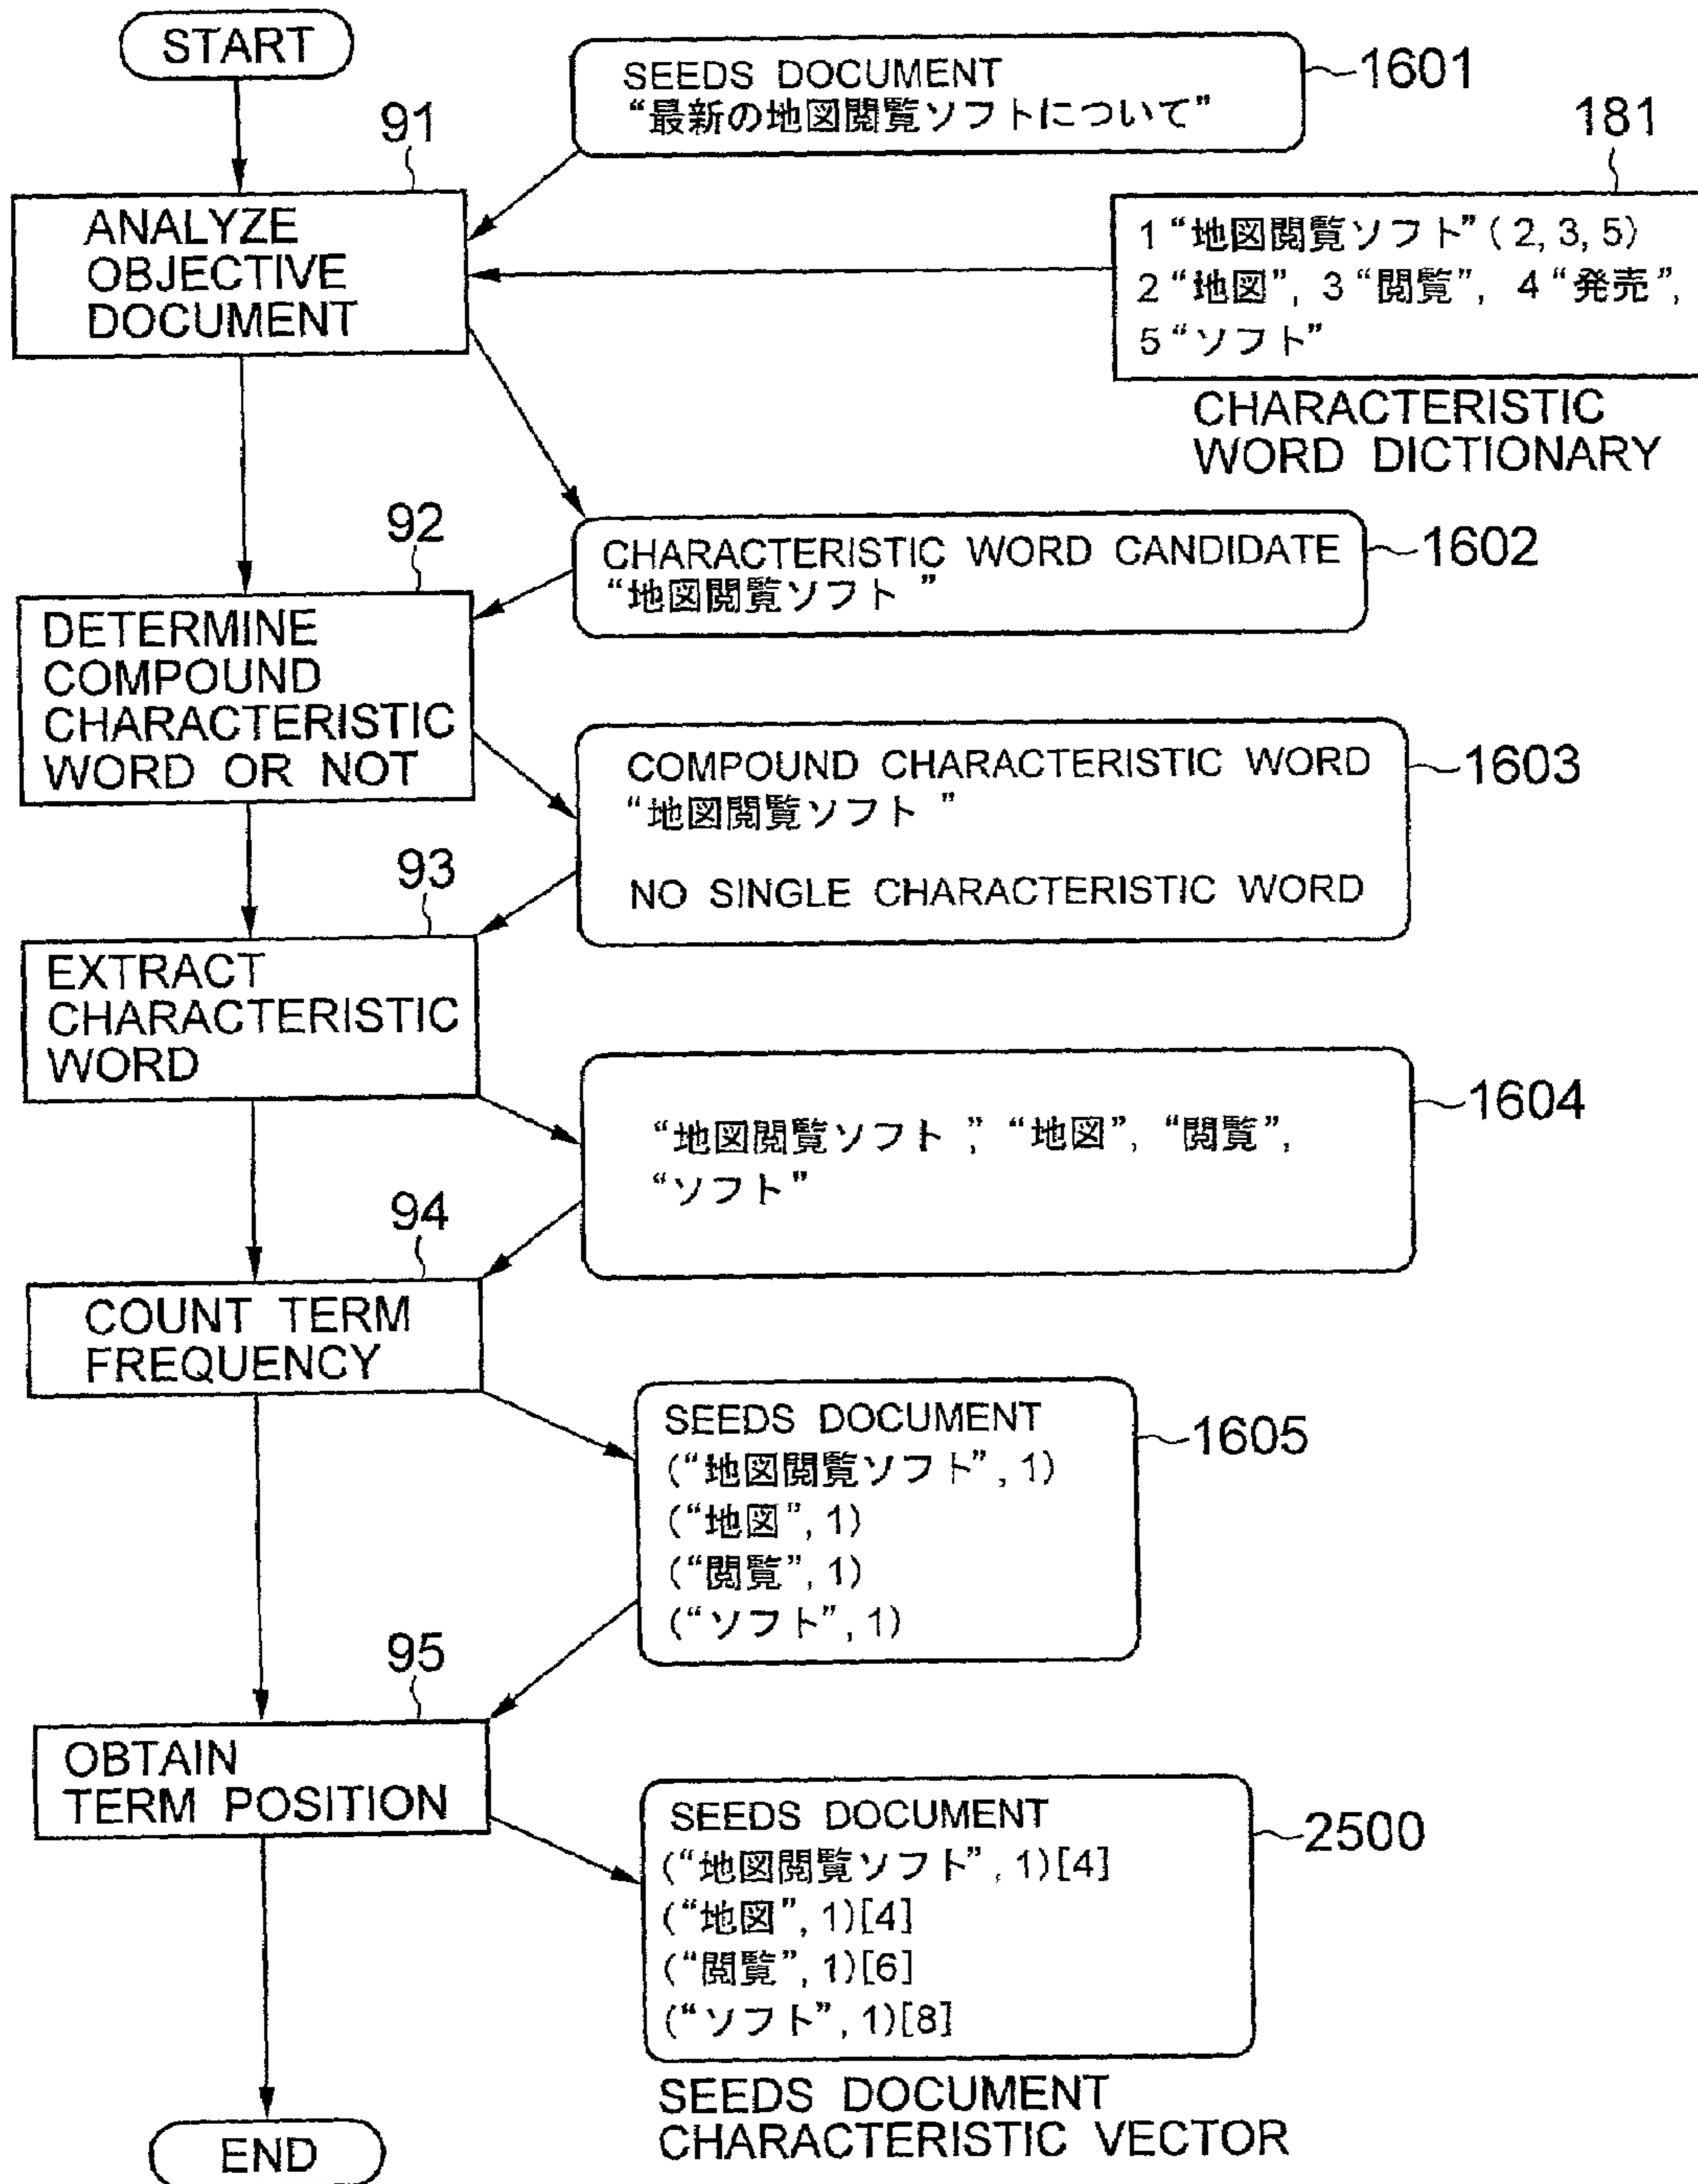 START
SEEDS DOCUMENT
“最新の地図閲覧ソフトについて”
1601
91
ANALYZE
OBJECTIVE
DOCUMENT
181
1 “地図閲覧ソフト” (2, 3, 5)
2 “地図”, 3 “閲覧”, 4 “発売”,
5 “ソフト”
CHARACTERISTIC
WORD DICTIONARY
92
DETERMINE
COMPOUND
CHARACTERISTIC
WORD OR NOT
CHARACTERISTIC WORD CANDIDATE
“地図閲覧ソフト ”
1602
COMPOUND CHARACTERISTIC WORD
“地図閲覧ソフト ”
NO SINGLE CHARACTERISTIC WORD
1603
93
EXTRACT
CHARACTERISTIC
WORD
“地図閲覧ソフト ”, “地図”, “閲覧”,
“ソフト”
1604
94
COUNT TERM
FREQUENCY
SEEDS DOCUMENT
(“地図閲覧ソフト”, 1)
(“地図”, 1)
(“閲覧”, 1)
(“ソフト”, 1)
1605
95
OBTAIN
TERM POSITION
SEEDS DOCUMENT
(“地図閲覧ソフト”, 1)[4]
(“地図”, 1)[4]
(“閲覧”, 1)[6]
(“ソフト”, 1)[8]
2500
SEEDS DOCUMENT
CHARACTERISTIC VECTOR
END